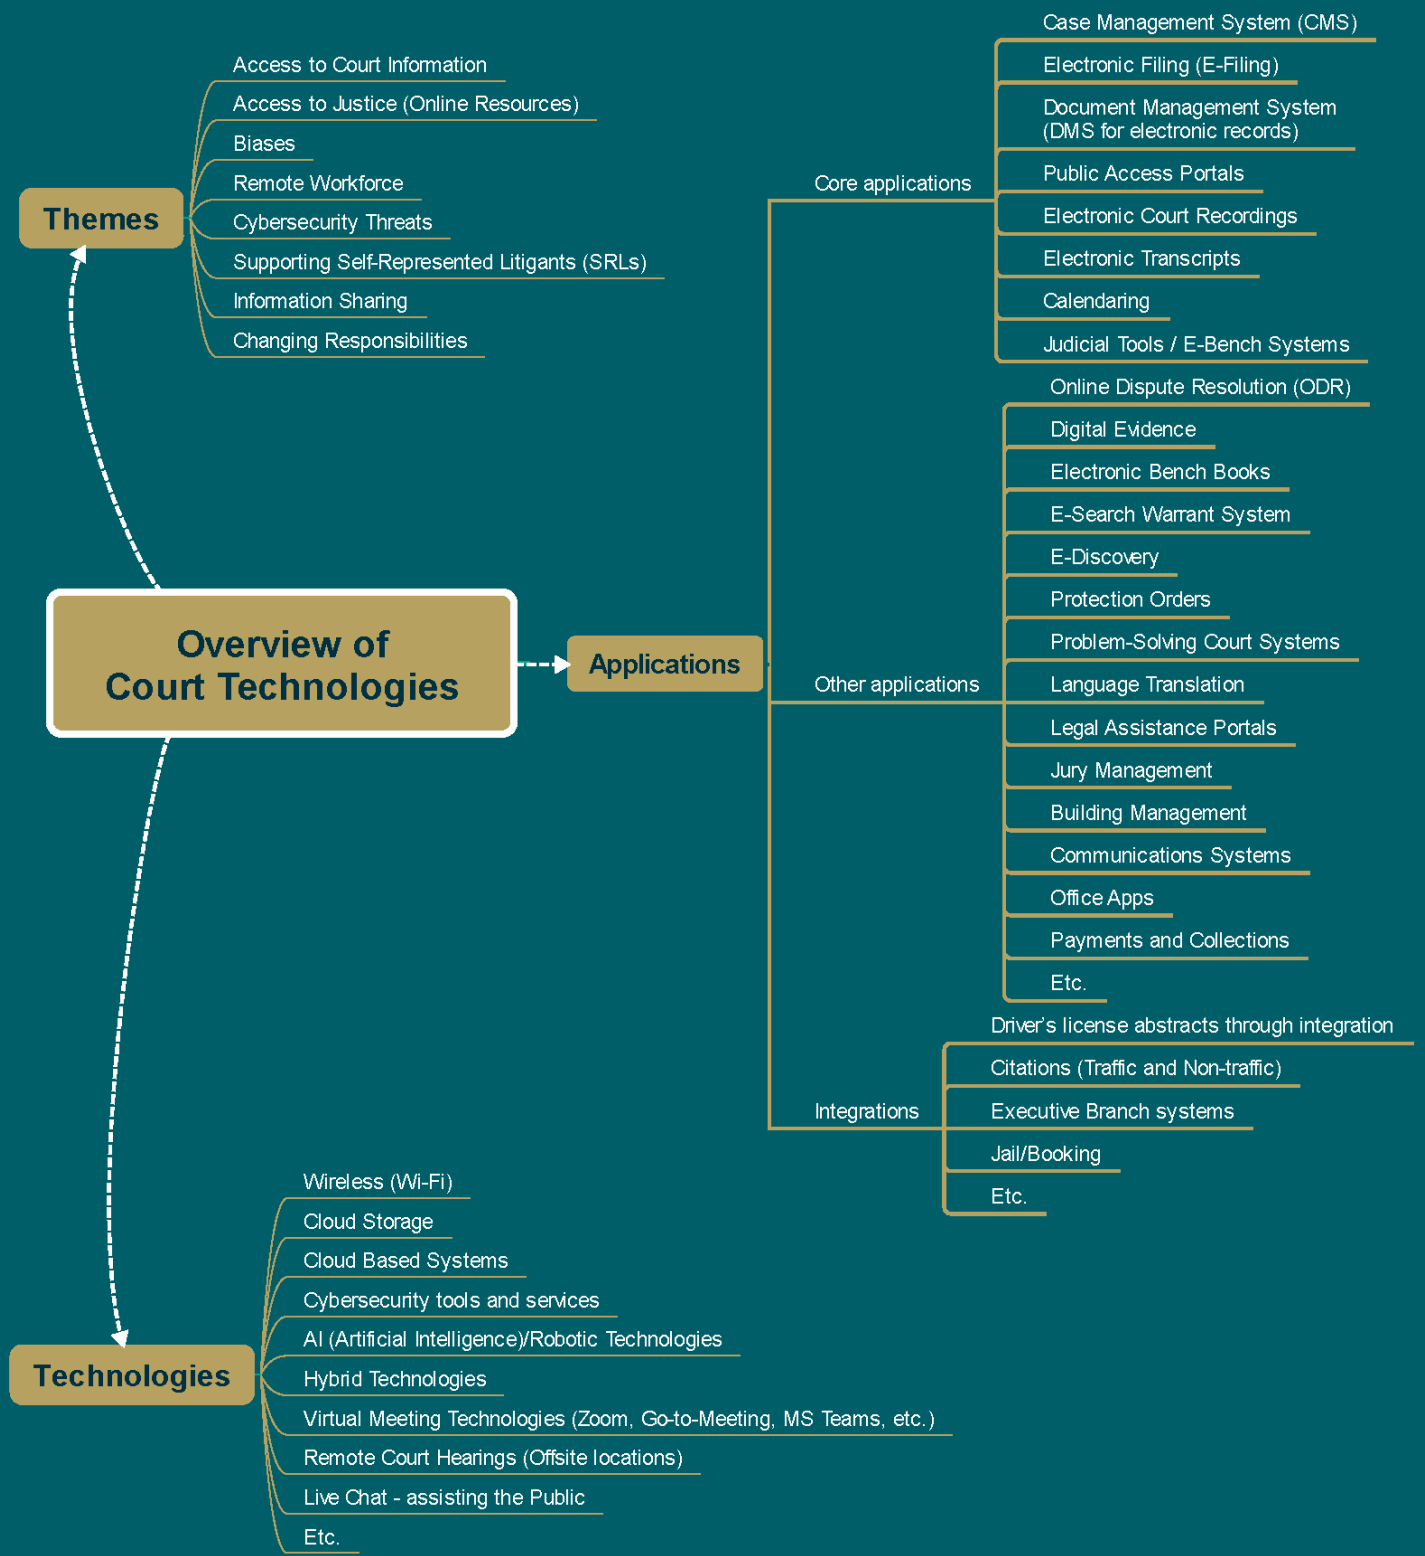 Themes
Access to Court Information
Access to Justice (Online Resources)
Biases
Remote Workforce
Cybersecurity Threats
Supporting Self-Represented Litigants (SRLs)
Information Sharing
Changing Responsibilities
Overview of
Court Technologies
Applications
Core applications
Case Management System (CMS)
Electronic Filing (E-Filing)
Document Management System
(DMS for electronic records)
Public Access Portals
Electronic Court Recordings
Electronic Transcripts
Calendaring
Judicial Tools / E-Bench Systems
Other applications
Online Dispute Resolution (ODR)
Digital Evidence
Electronic Bench Books
E-Search Warrant System
E-Discovery
Protection Orders
Problem-Solving Court Systems
Language Translation
Legal Assistance Portals
Jury Management
Building Management
Communications Systems
Office Apps
Payments and Collections
Etc.
Integrations
Driver’s license abstracts through integration
Citations (Traffic and Non-traffic)
Executive Branch systems
Jail/Booking
Etc.
Technologies
Wireless (Wi-Fi)
Cloud Storage
Cloud Based Systems
Cybersecurity tools and services
AI (Artificial Intelligence)/Robotic Technologies
Hybrid Technologies
Virtual Meeting Technologies (Zoom, Go-to-Meeting, MS Teams, etc.)
Remote Court Hearings (Offsite locations)
Live Chat - assisting the Public
Etc.